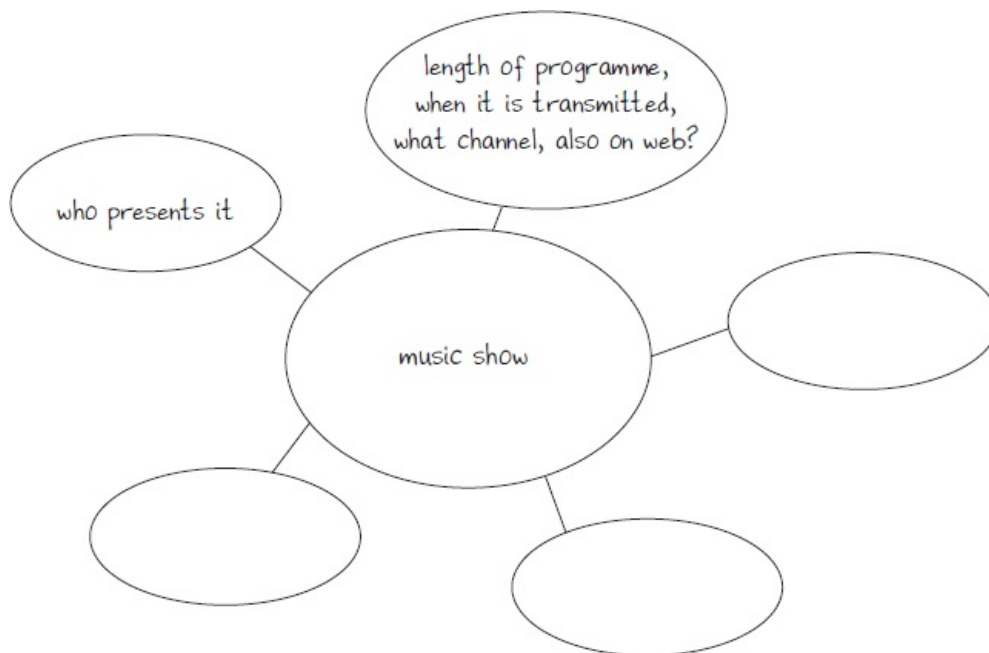 length of programme,
when it is transmitted,
what channel, also on web?
who presents it
music show